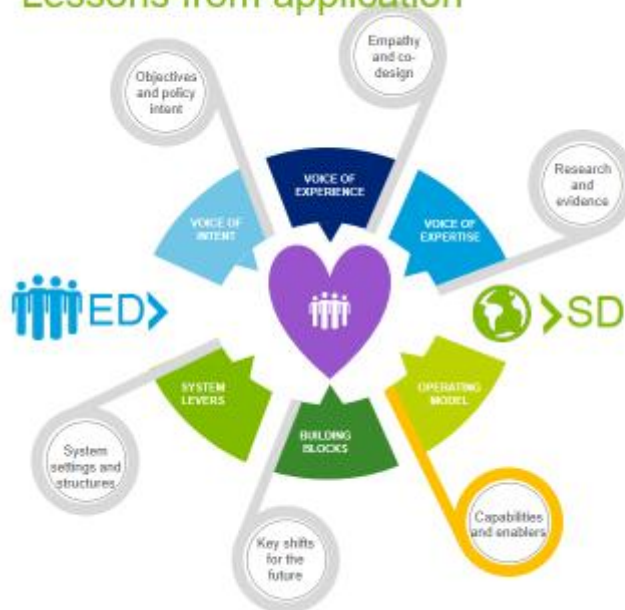 Lessons from application
Empathy
and co-
design
Objectives
and policy
intent
Research
and
evidence
VOICE OF
EXPERIENCE
VOICE OF
INTENT
VOICE OF
EXPERTISE
ED>
>SD
SYSTEM
LEVERS
OPERATING
MODEL
BUILDING
BLOCKS
System
settings and
structures
Capabilities
and enablers
Key shifts
for the
future